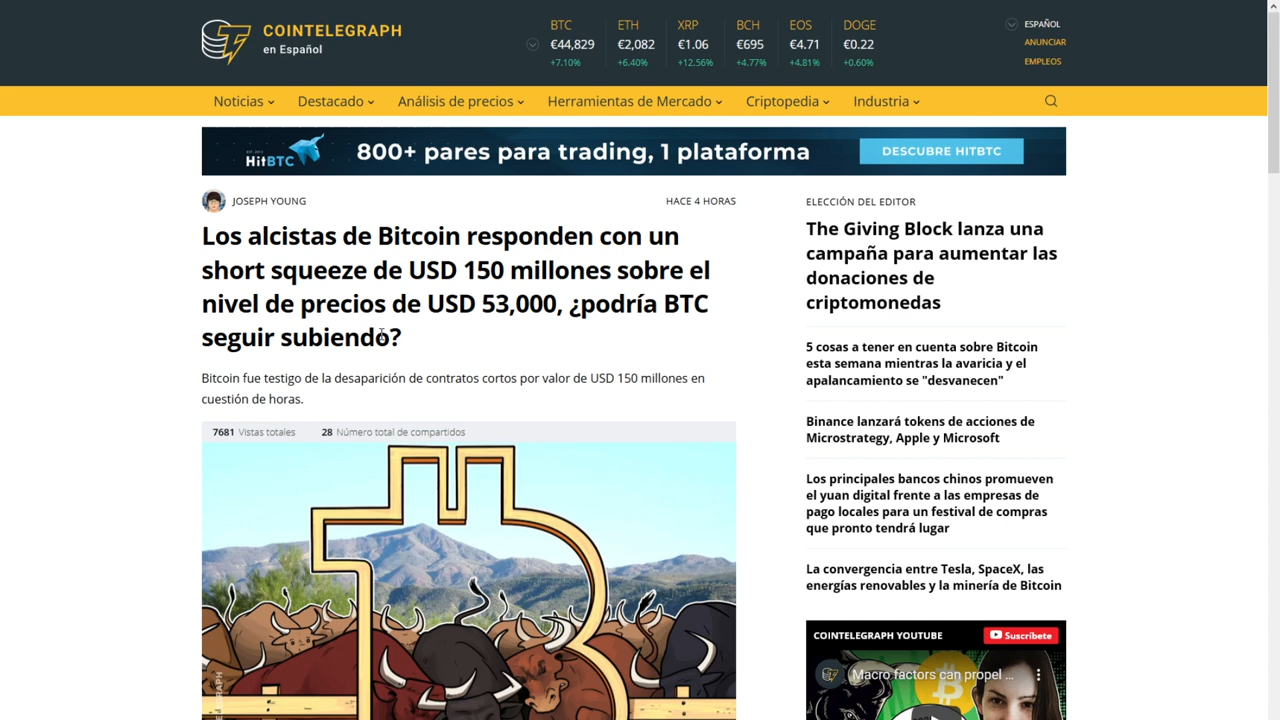 COINTELEGRAPH
en Español
BTC
€44,829
+7.10%
ETH
€2,082
+6.40%
XRP
€1.06
+12.56%
BCH
€695
+4.77%
EOS
€4.71
+4.81%
DOGE
€0.22
+0.60%
ESPAÑOL
ANUNCIAR
EMPLEOS
Noticias
Destacado
Análisis de precios
Herramientas de Mercado
Criptopedia
Industria
HitBTC
800+ pares para trading, 1 plataforma
DESCUBRE HITBTC
JOSEPH YOUNG
HACE 4 HORAS
Los alcistas de Bitcoin responden con un
short squeeze de USD 150 millones sobre el
nivel de precios de USD 53,000, ¿podría BTC
seguir subiendo?
Bitcoin fue testigo de la desaparición de contratos cortos por valor de USD 150 millones en
cuestión de horas.
7681 Vistas totales
28 Número total de compartidos
ELECCIÓN DEL EDITOR
The Giving Block lanza una
campaña para aumentar las
donaciones de
criptomonedas
5 cosas a tener en cuenta sobre Bitcoin
esta semana mientras la avaricia y el
apalancamiento se "desvanecen"
Binance lanzará tokens de acciones de
Microstrategy, Apple y Microsoft
Los principales bancos chinos promueven
el yuan digital frente a las empresas de
pago locales para un festival de compras
que pronto tendrá lugar
La convergencia entre Tesla, SpaceX, las
energías renovables y la minería de Bitcoin
COINTELEGRAPH YOUTUBE
Suscríbete
Macro factors can propel ...